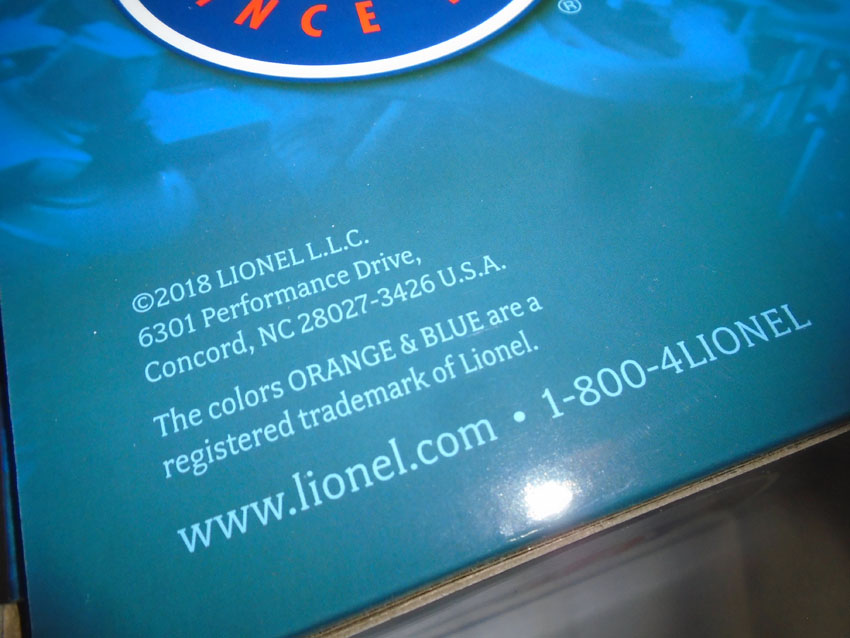 INCE
®
©2018 LIONEL L.L.C.
6301 Performance Drive,
Concord, NC 28027-3426 U.S.A.
The colors ORANGE & BLUE are a
registered trademark of Lionel.
www.lionel.com • 1-800-4LIONEL